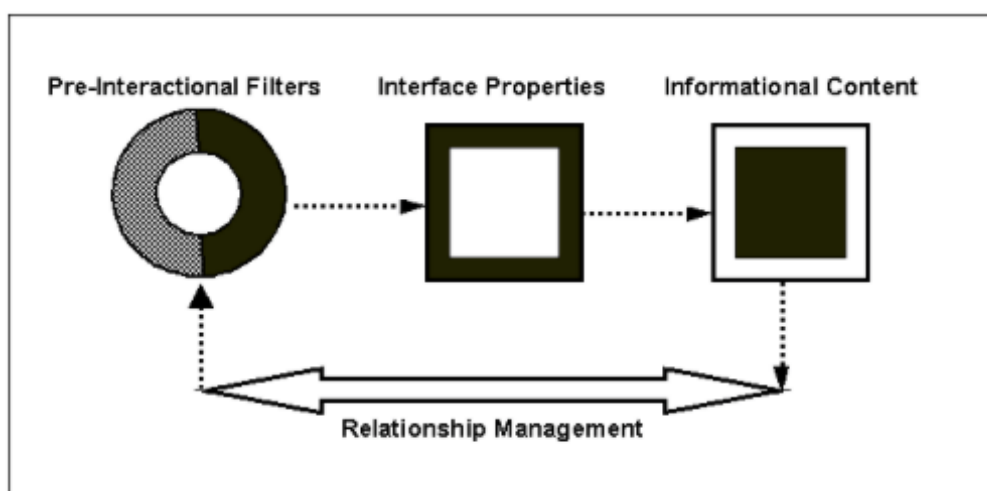 Pre-Interactional Filters
Interface Properties
Informational Content
Relationship Management